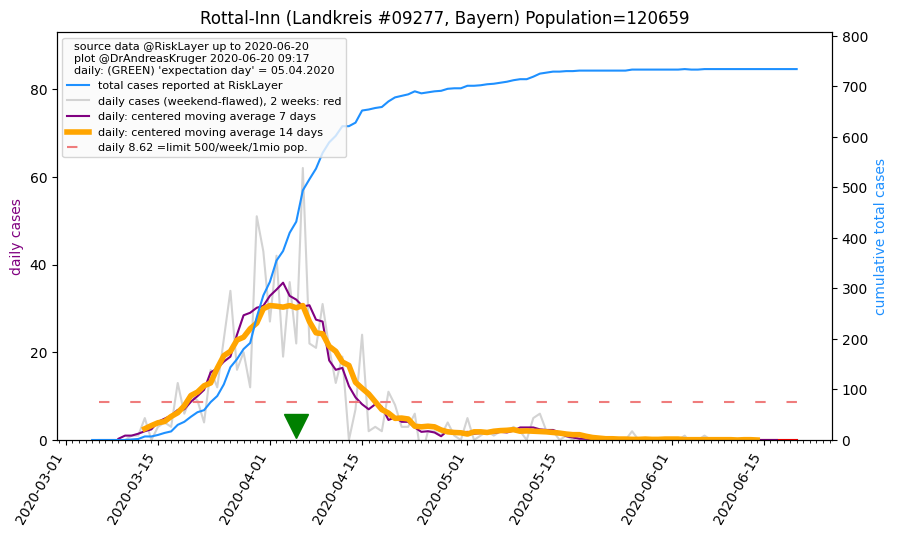 Rottal-Inn (Landkreis #09277, Bayern) Population=120659
source data @RiskLayer up to 2020-06-20
plot @DrAndreasKruger 2020-06-20 09:17
daily: (GREEN) 'expectation day' = 05.04.2020
total cases reported at RiskLayer
daily cases (weekend-flawed), 2 weeks: red
daily: centered moving average 7 days
daily: centered moving average 14 days
daily 8.62 =limit 500/week/1mio pop.
daily cases
80
60
40
20
0
cumulative total cases
800
700
600
500
400
300
200
100
0
2020-03-01
2020-03-15
2020-04-01
2020-04-15
2020-05-01
2020-05-15
2020-06-01
2020-06-15